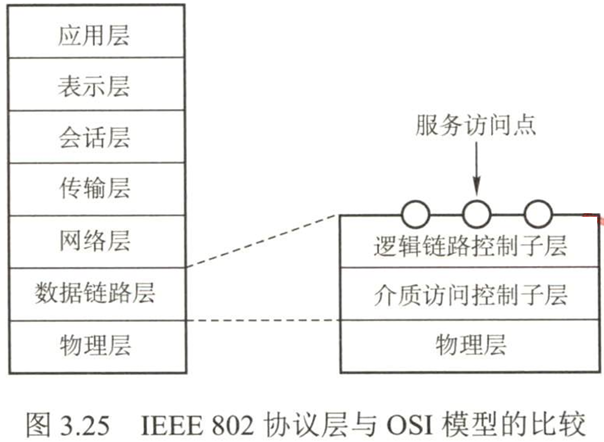 应用层
表示层
会话层
传输层
网络层
数据链路层
物理层
服务访问点
逻辑链路控制子层
介质访问控制子层
物理层
图 3.25 IEEE 802 协议层与 OSI 模型的比较